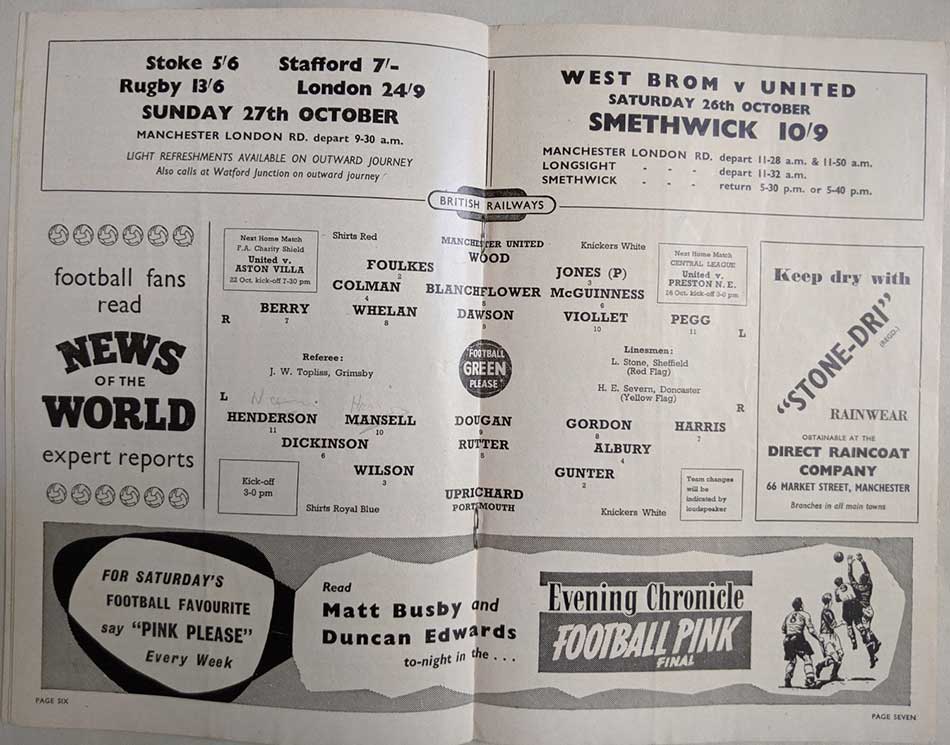 Stoke 5/6 Stafford 7/-
Rugby 13/6 London 24/9
SUNDAY 27th OCTOBER
MANCHESTER LONDON RD. depart 9-30 a.m.
LIGHT REFRESHMENTS AVAILABLE ON OUTWARD JOURNEY
Also calls at Watford Junction on outward journey
WEST BROM v UNITED
SATURDAY 26th OCTOBER
SMETHWICK 10/9
MANCHESTER LONDON RD. depart 11-28 a.m. & 11-50 a.m.
LONGSIGHT - - - depart 11-32 a.m.
SMETHWICK - - - return 5-30 p.m. or 5-40 p.m.
BRITISH RAILWAYS
football fans
read
NEWS
OF THE
WORLD
expert reports
Next Home Match
F.A. Charity Shield
United v.
ASTON VILLA
22 Oct. kick-off 7-30 pm
Shirts Red
MANCHESTER UNITED
Knickers White
Next Home Match
CENTRAL LEAGUE
United v.
PRESTON N.E.
26 Oct. kick-off 3-0 pm
WOOD
FOULKES
2
JONES (P)
3
COLMAN
4
BLANCHFLOWER
5
McGUINNESS
6
R
BERRY
7
WHELAN
8
DAWSON
9
VIOLLET
10
PEGG
11
L
Referee:
J. W. Topliss, Grimsby
FOOTBALL
GREEN
PLEASE
Linesmen:
L. Stone, Sheffield
(Red Flag)
H. E. Severn, Doncaster
(Yellow Flag)
L
R
HENDERSON
11
MANSELL
10
DOUGAN
9
GORDON
8
HARRIS
7
DICKINSON
6
RUTTER
5
ALBURY
4
WILSON
3
GUNTER
2
UPRICHARD
PORTSMOUTH
Kick-off
3-0 pm
Shirts Royal Blue
Knickers White
Team changes
will be
indicated by
loudspeaker
Keep dry with
"STONE-DRI"
(REGD.)
RAINWEAR
OBTAINABLE AT THE
DIRECT RAINCOAT
COMPANY
66 MARKET STREET, MANCHESTER
Branches in all main towns
FOR SATURDAY'S
FOOTBALL FAVOURITE
say "PINK PLEASE"
Every Week
Read
Matt Busby and
Duncan Edwards
to-night in the . . .
Evening Chronicle
FOOTBALL PINK
FINAL
PAGE SIX
PAGE SEVEN